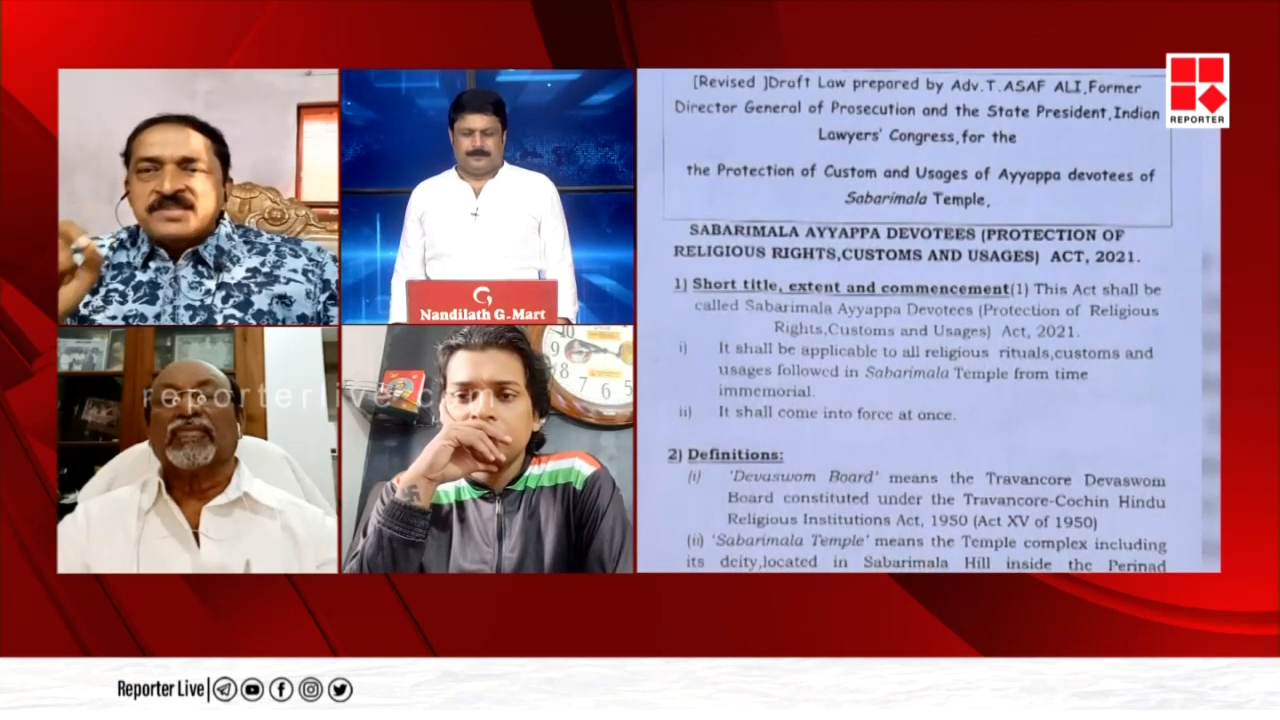 REPORTER
[Revised ]Draft Law prepared by Adv.T.ASAF ALI,Former
Director General of Prosecution and the State President,Indian
Lawyers' Congress,for the
the Protection of Custom and Usages of Ayyappa devotees of
Sabarimala Temple,
SABARIMALA AYYAPPA DEVOTEES (PROTECTION OF
RELIGIOUS RIGHTS,CUSTOMS AND USAGES) ACT, 2021.
1) Short title, extent and commencement(1) This Act shall be
called Sabarimala Ayyappa Devotees (Protection of Religious
Rights,Customs and Usages) Act, 2021.
i) It shall be applicable to all religious rituals,customs and
usages followed in Sabarimala Temple from time
immemorial.
ii) It shall come into force at once.
2) Definitions:
(i) 'Devaswom Board' means the Travancore Devaswom
Board constituted under the Travancore-Cochin Hindu
Religious Institutions Act, 1950 (Act XV of 1950)
(ii) 'Sabarimala Temple' means the Temple complex including
its deity,located in Sabarimala Hill inside the Perinad
G
Nandilath G-Mart
reporterlive.com
10
9
8
7
6
5
Reporter Live